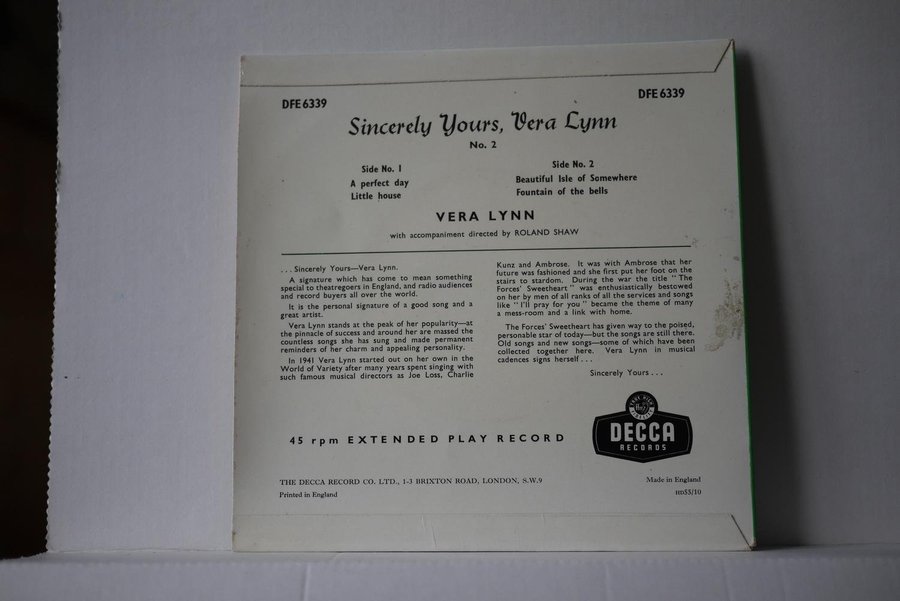 DFE 6339
DFE 6339
Sincerely Yours, Vera Lynn
No. 2
Side No. 1
A perfect day
Little house
Side No. 2
Beautiful Isle of Somewhere
Fountain of the bells
VERA LYNN
with accompaniment directed by ROLAND SHAW
. . . Sincerely Yours—Vera Lynn.
A signature which has come to mean something
special to theatregoers in England, and radio audiences
and record buyers all over the world.
It is the personal signature of a good song and a
great artist.
Vera Lynn stands at the peak of her popularity—at
the pinnacle of success and around her are massed the
countless songs she has sung and made permanent
reminders of her charm and appealing personality.
In 1941 Vera Lynn started out on her own in the
World of Variety after many years spent singing with
such famous musical directors as Joe Loss, Charlie
Kunz and Ambrose. It was with Ambrose that her
future was fashioned and she first put her foot on the
stairs to stardom. During the war the title " The
Forces' Sweetheart " was enthusiastically bestowed
on her by men of all ranks of all the services and songs
like " I'll pray for you " became the theme of many
a mess-room and a link with home.
The Forces' Sweetheart has given way to the poised,
personable star of today—but the songs are still there.
Old songs and new songs—some of which have been
collected together here. Vera Lynn in musical
cadences signs herself . . .
Sincerely Yours . . .
45 rpm EXTENDED PLAY RECORD
DECCA
RECORDS
THE DECCA RECORD CO. LTD., 1-3 BRIXTON ROAD, LONDON, S.W.9
Printed in England
Made in England
HD55/10